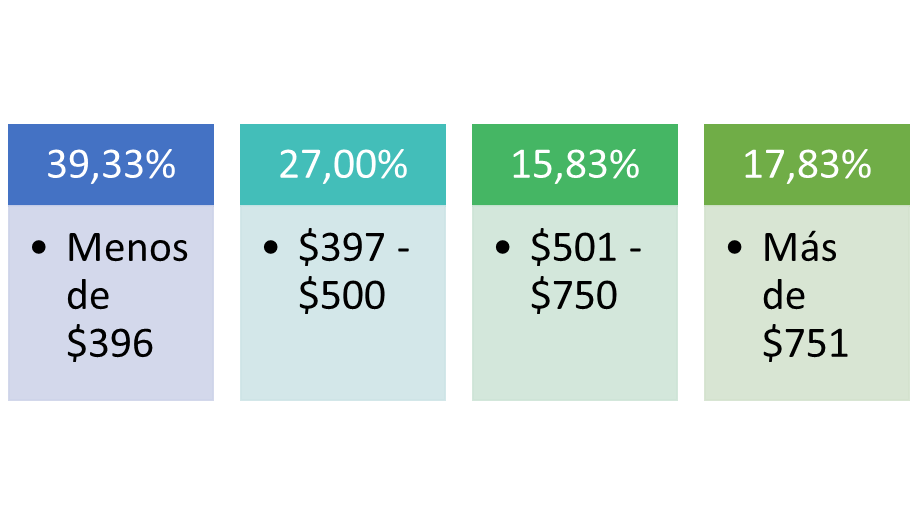 39,33%
• Menos
de
$396
27,00%
• $397 -
$500
15,83%
• $501 -
$750
17,83%
• Más
de
$751